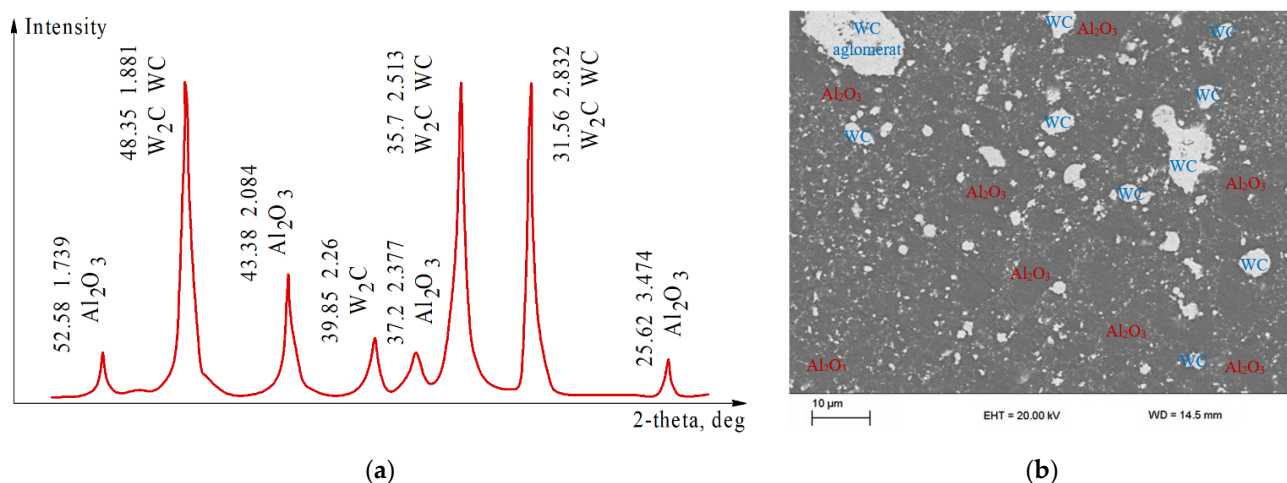 Intensity
52.58 1.739
Al₂O₃
48.35 1.881
W₂C WC
43.38 2.084
Al₂O₃
39.85 2.26
W₂C
37.2 2.377
Al₂O₃
35.7 2.513
W₂C WC
31.56 2.832
W₂C WC
25.62 3.474
Al₂O₃
2-theta, deg
(a)
WC
aglomerat
WC
Al₂O₃
WC
Al₂O₃
WC
WC
WC
WC
Al₂O₃
WC
Al₂O₃
WC
Al₂O₃
Al₂O₃
Al₂O₃
WC
Al₂O₃
10 µm
EHT = 20.00 kV
WD = 14.5 mm
(b)